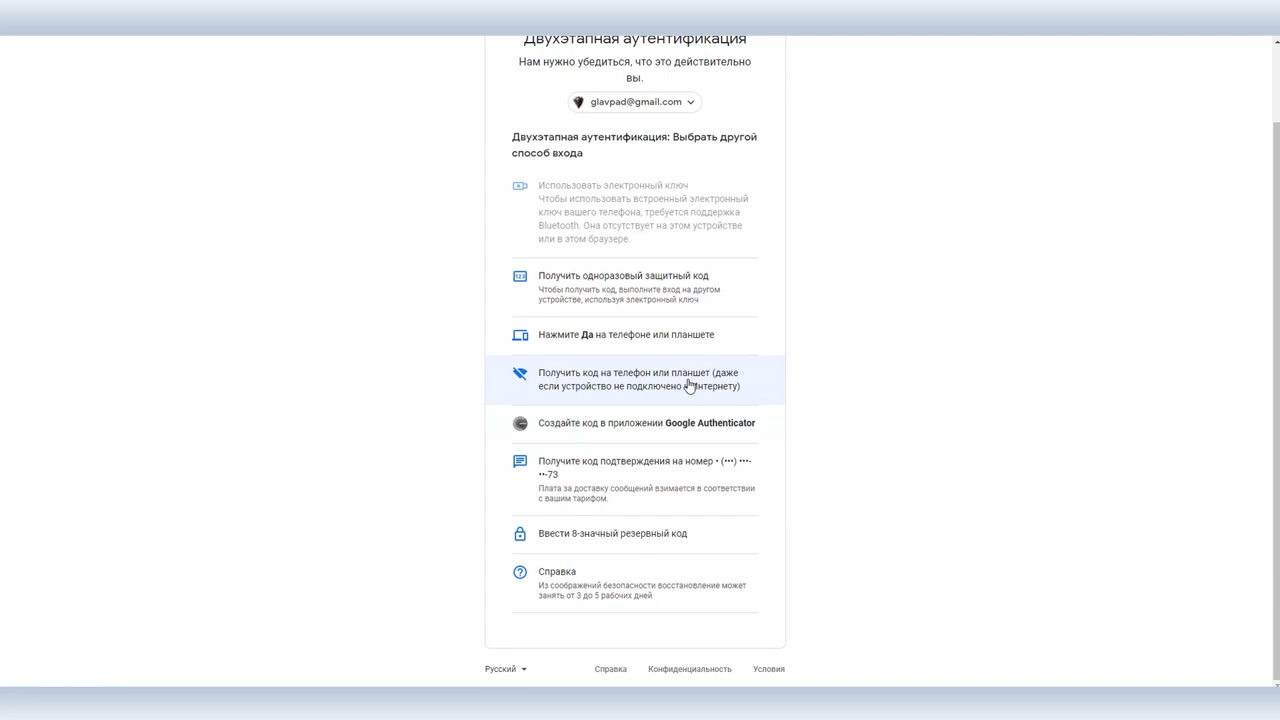 Двухэтапная аутентификация
Нам нужно убедиться, что это действительно
вы.
glavpad@gmail.com
Двухэтапная аутентификация: Выбрать другой
способ входа
Использовать электронный ключ
Чтобы использовать встроенный электронный
ключ вашего телефона, требуется поддержка
Bluetooth. Она отсутствует на этом устройстве
или в этом браузере.
Получить одноразовый защитный код
Чтобы получить код, выполните вход на другом
устройстве, используя электронный ключ
Нажмите Да на телефоне или планшете
Получить код на телефон или планшет (даже
если устройство не подключено к Интернету)
Создайте код в приложении Google Authenticator
Получите код подтверждения на номер • (•••) •••-
••-73
Плата за доставку сообщений взимается в соответствии
с вашим тарифом.
Ввести 8-значный резервный код
Справка
Из соображений безопасности восстановление может
занять от 3 до 5 рабочих дней
Русский
Справка
Конфиденциальность
Условия